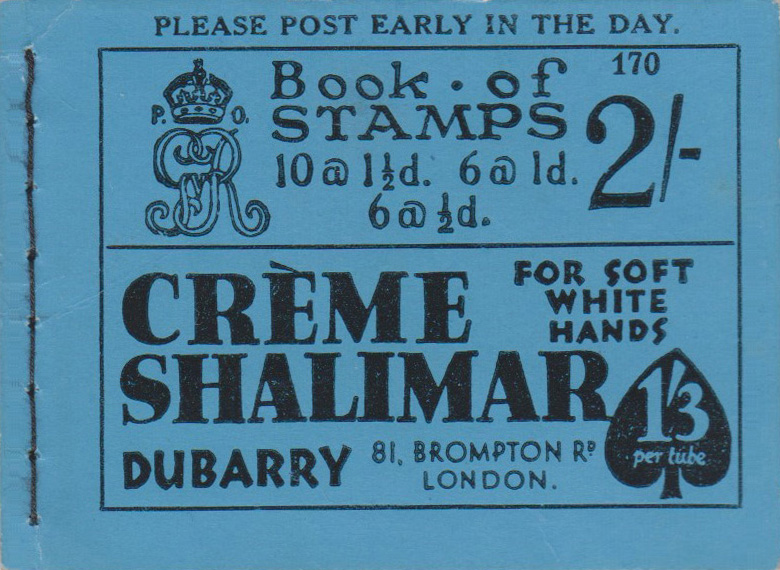 PLEASE POST EARLY IN THE DAY.
170
P. O.
GR
Book · of
STAMPS
2/-
10 @ 1½d. 6 @ 1d.
6 @ ½d.
CRÈME
SHALIMAR
FOR SOFT
WHITE
HANDS
1/3
per tube
DUBARRY
81, BROMPTON RD
LONDON.